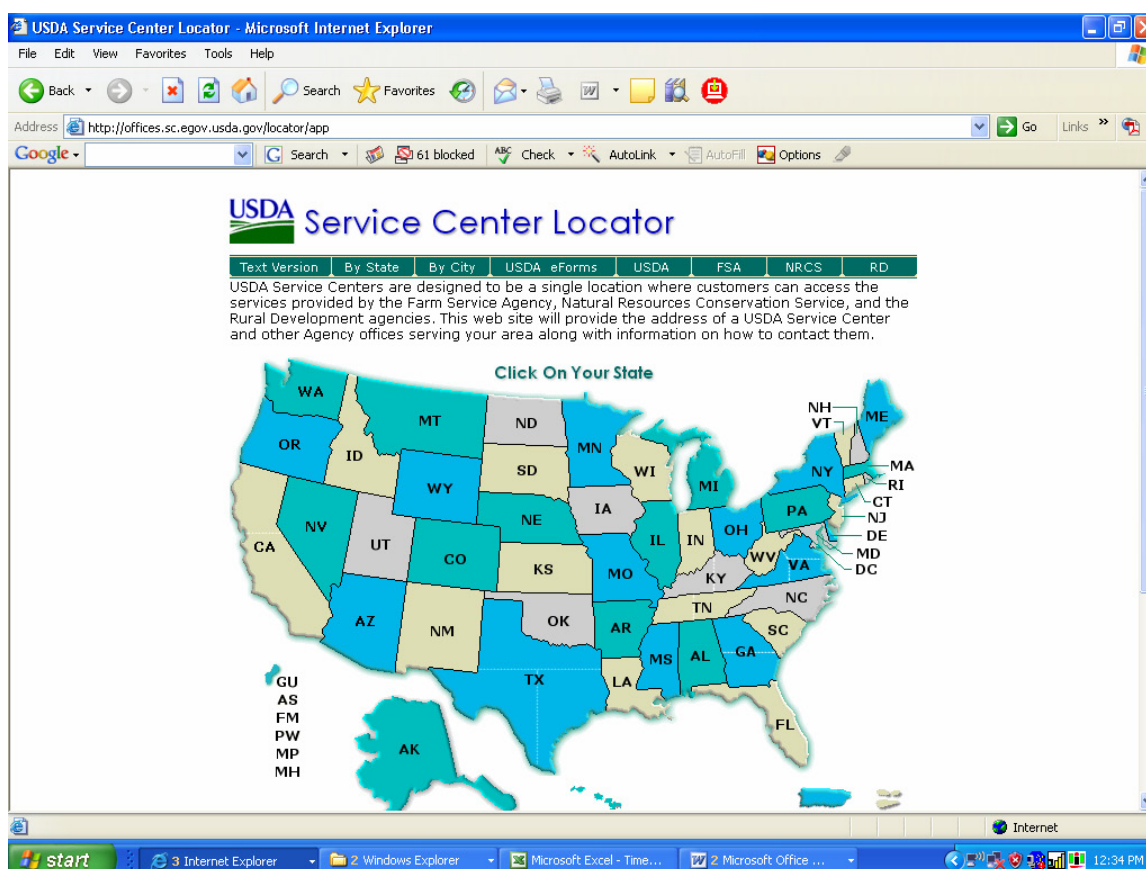 USDA Service Center Locator - Microsoft Internet Explorer
File Edit View Favorites Tools Help
Back Search Favorites
Address http://offices.sc.egov.usda.gov/locator/app Go Links »
Google Search 61 blocked ABC Check AutoLink AutoFill Options
USDA Service Center Locator
Text Version By State By City USDA eForms USDA FSA NRCS RD
USDA Service Centers are designed to be a single location where customers can access the
services provided by the Farm Service Agency, Natural Resources Conservation Service, and the
Rural Development agencies. This web site will provide the address of a USDA Service Center
and other Agency offices serving your area along with information on how to contact them.
Click On Your State
WA
MT
ND
MN
NH
VT
ME
OR
ID
SD
WI
NY
MA
WY
MI
RI
CT
NV
NE
IA
PA
NJ
UT
CO
IL
IN
OH
DE
CA
KS
MO
WV
VA
MD
KY
DC
AZ
NM
OK
TN
NC
AR
SC
MS
AL
GA
TX
LA
FL
GU
AS
FM
PW
MP
MH
AK
Internet
start 3 Internet Explorer 2 Windows Explorer Microsoft Excel - Time... 2 Microsoft Office ... 12:34 PM